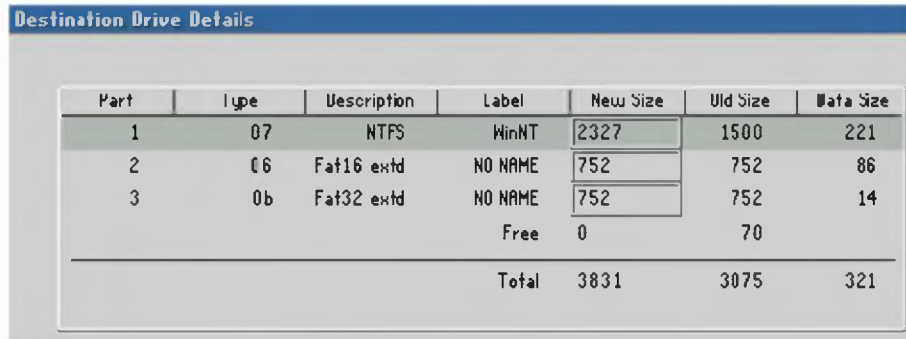 Destination Drive Details
Part Type Description Label New Size Old Size Data Size
1 07 NTFS WinNT 2327 1500 221
2 06 Fat16 extd NO NAME 752 752 86
3 0b Fat32 extd NO NAME 752 752 14
Free 0 70
Total 3831 3075 321